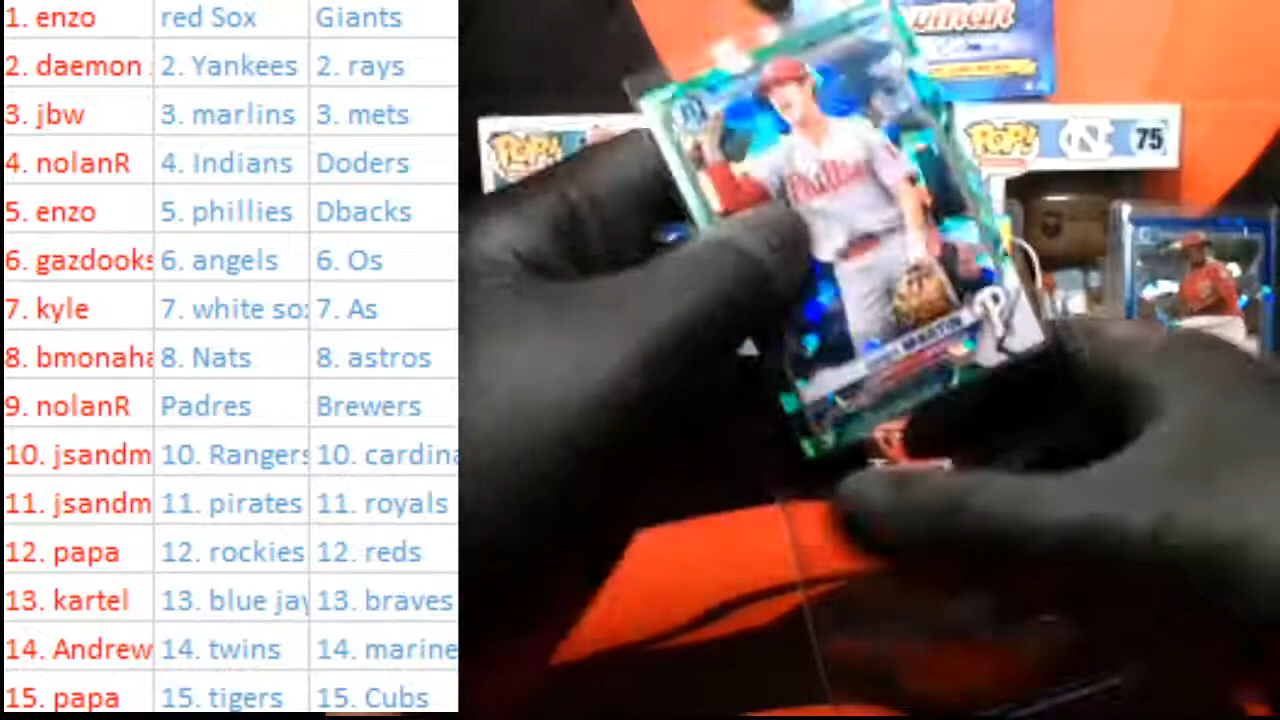 1. enzo red Sox Giants
2. daemon 2. Yankees 2. rays
3. jbw 3. marlins 3. mets
4. nolanR 4. Indians Doders
5. enzo 5. phillies Dbacks
6. gazdooks 6. angels 6. Os
7. kyle 7. white so 7. As
8. bmonaha 8. Nats 8. astros
9. nolanR Padres Brewers
10. jsandm 10. Rangers 10. cardina
11. jsandm 11. pirates 11. royals
12. papa 12. rockies 12. reds
13. kartel 13. blue jay 13. braves
14. Andrew 14. twins 14. marine
15. papa 15. tigers 15. Cubs
Bowman
POP!
POP!
NC
75
Phillies
MARTIN
P